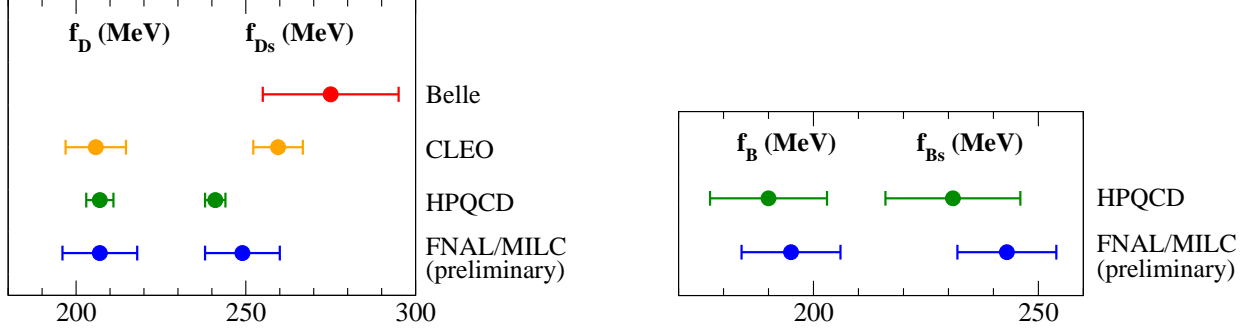 f_D (MeV) f_Ds (MeV)
Belle
CLEO
HPQCD
FNAL/MILC
(preliminary)
200 250 300
f_B (MeV) f_Bs (MeV)
HPQCD
FNAL/MILC
(preliminary)
200 250